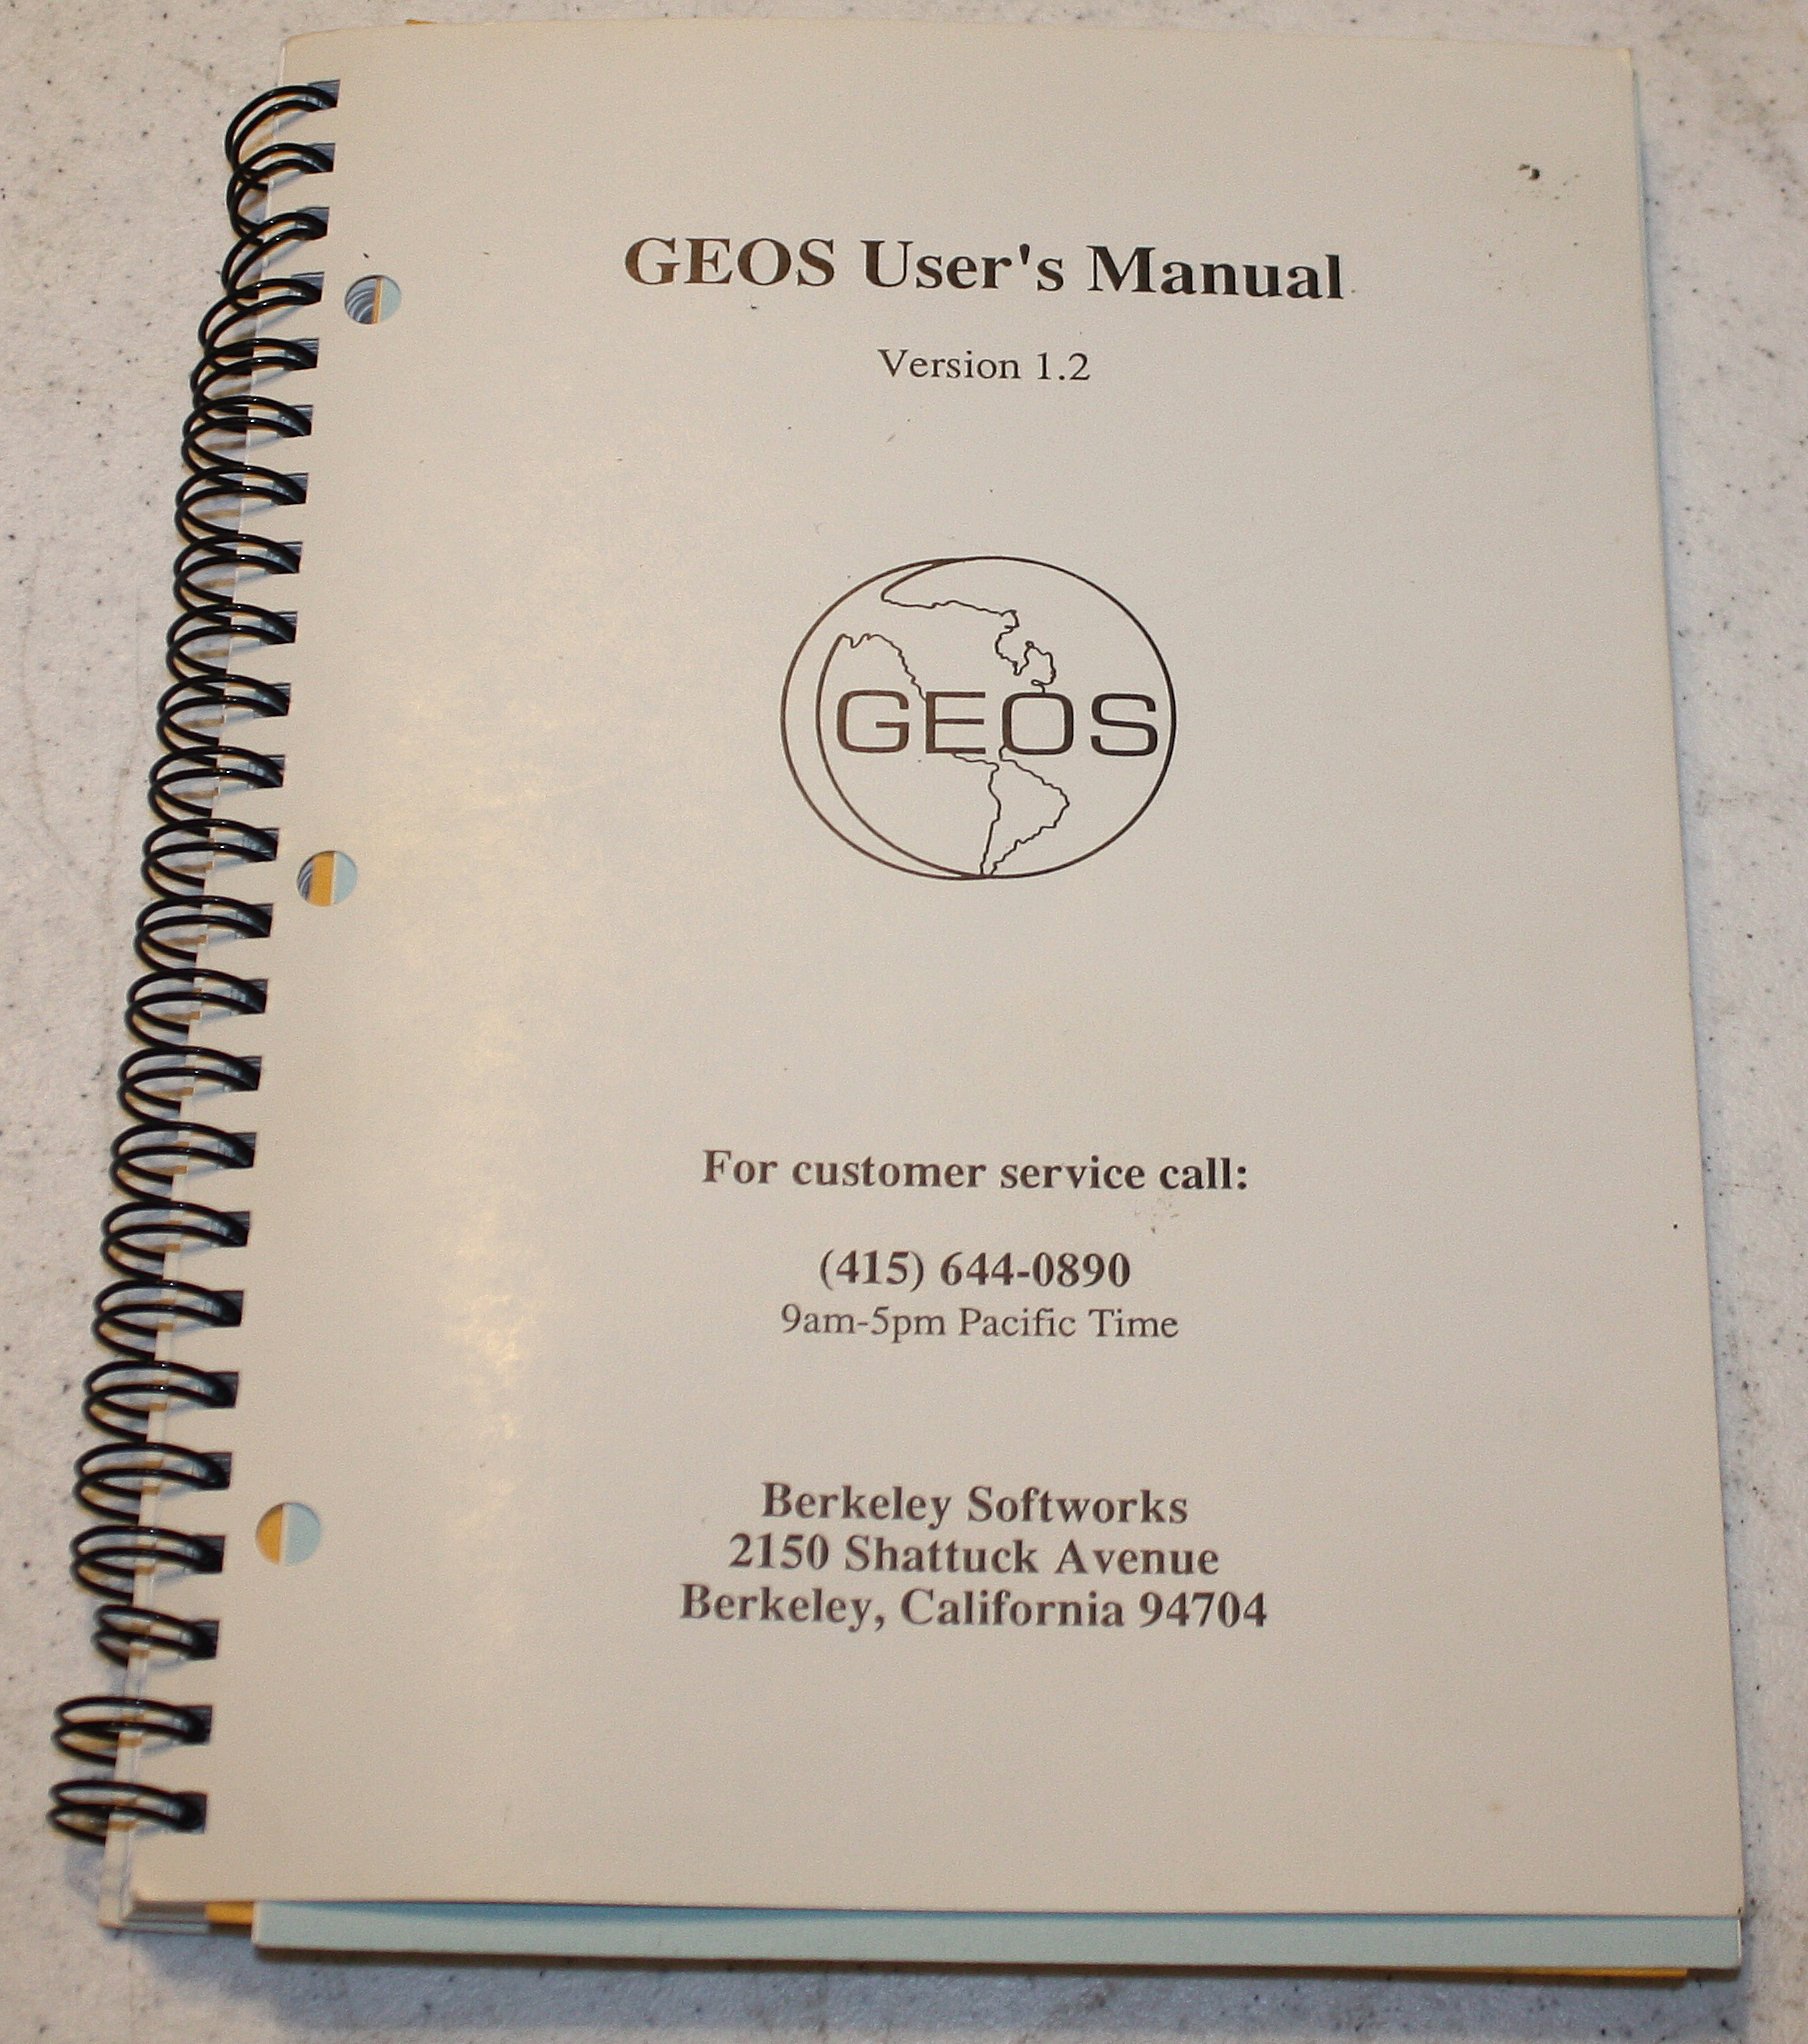 GEOS User's Manual
Version 1.2
GEOS
For customer service call:
(415) 644-0890
9am-5pm Pacific Time
Berkeley Softworks
2150 Shattuck Avenue
Berkeley, California 94704